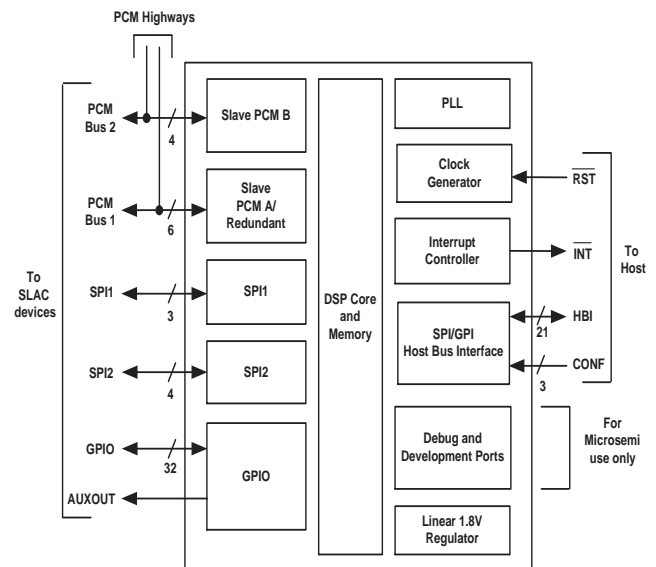 PCM Highways
PCM
Bus 2
4
Slave PCM B
PCM
Bus 1
6
Slave
PCM A/
Redundant
To
SLAC
devices
SPI1
3
SPI1
SPI2
4
SPI2
GPIO
32
GPIO
AUXOUT
DSP Core
and
Memory
PLL
Clock
Generator
RST
Interrupt
Controller
INT
To
Host
SPI/GPI
Host Bus Interface
HBI
21
CONF
3
Debug and
Development Ports
For
Microsemi
use only
Linear 1.8V
Regulator